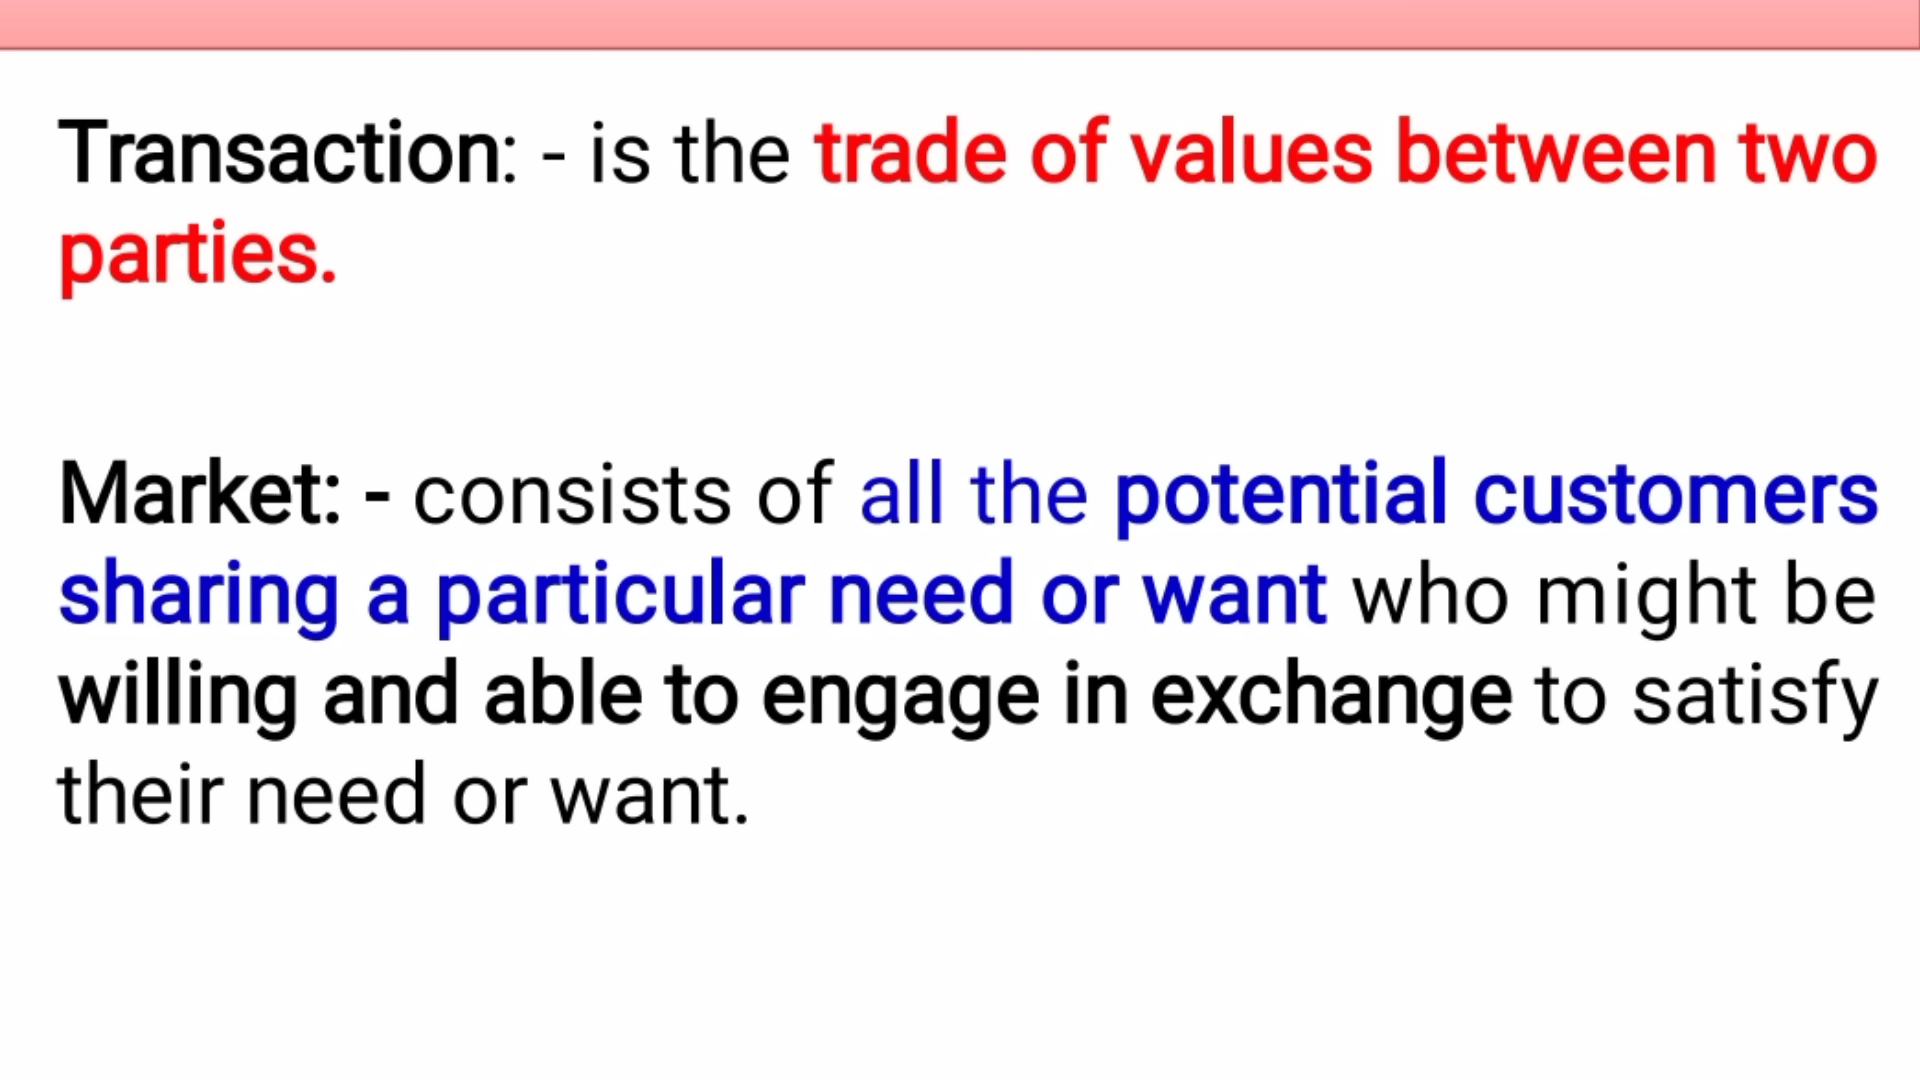 Transaction: - is the trade of values between two
parties.
Market: - consists of all the potential customers
sharing a particular need or want who might be
willing and able to engage in exchange to satisfy
their need or want.